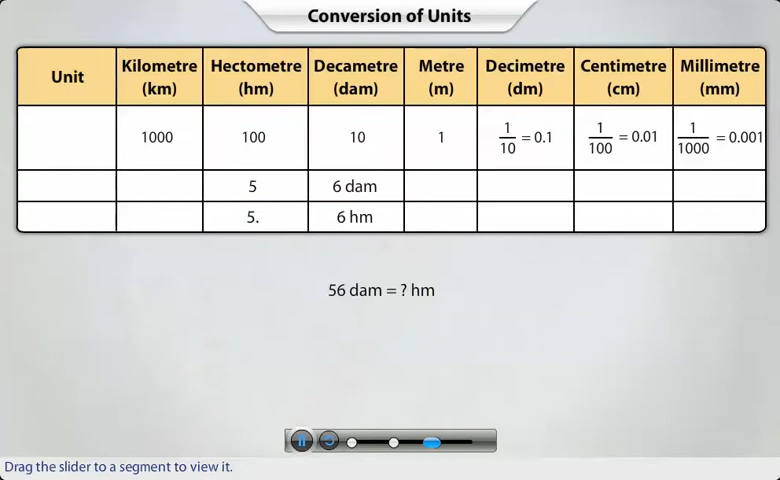 Conversion of Units
Unit Kilometre (km) Hectometre (hm) Decametre (dam) Metre (m) Decimetre (dm) Centimetre (cm) Millimetre (mm)
1000 100 10 1 1/10 = 0.1 1/100 = 0.01 1/1000 = 0.001
5 6 dam
5. 6 hm
56 dam = ? hm
Drag the slider to a segment to view it.